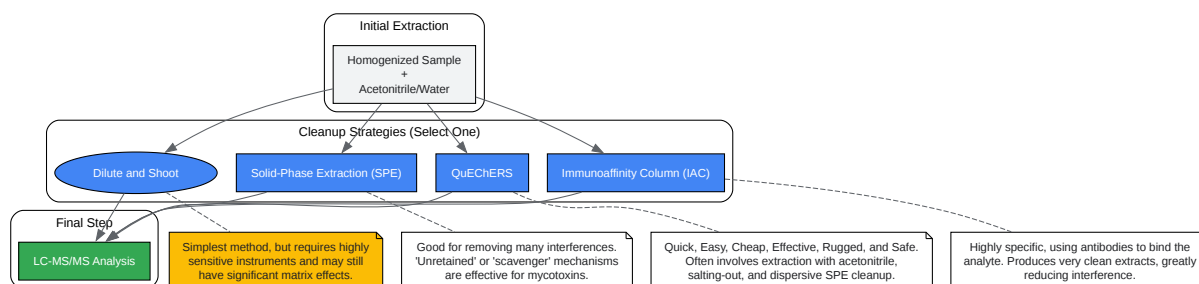 Initial Extraction
Homogenized Sample
+
Acetonitrile/Water
Cleanup Strategies (Select One)
Dilute and Shoot
Solid-Phase Extraction (SPE)
QuEChERS
Immunoaffinity Column (IAC)
Final Step
LC-MS/MS Analysis
Simplest method, but requires highly
sensitive instruments and may still
have significant matrix effects.
Good for removing many interferences.
'Unretained' or 'scavenger' mechanisms
are effective for mycotoxins.
Quick, Easy, Cheap, Effective, Rugged, and Safe.
Often involves extraction with acetonitrile,
salting-out, and dispersive SPE cleanup.
Highly specific, using antibodies to bind the
analyte. Produces very clean extracts, greatly
reducing interference.